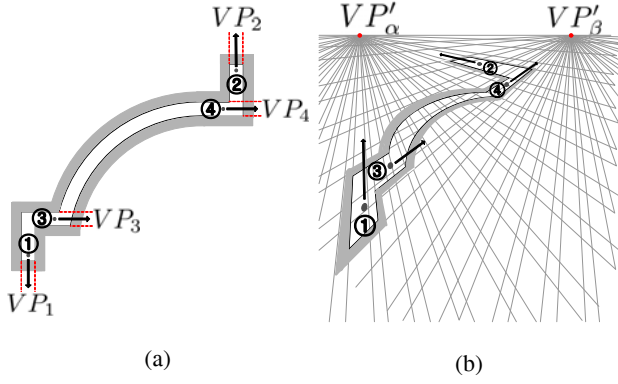 VP₂
②
④
VP₄
③
VP₃
①
VP₁
(a)
VP'α
VP'β
②
④
③
①
(b)